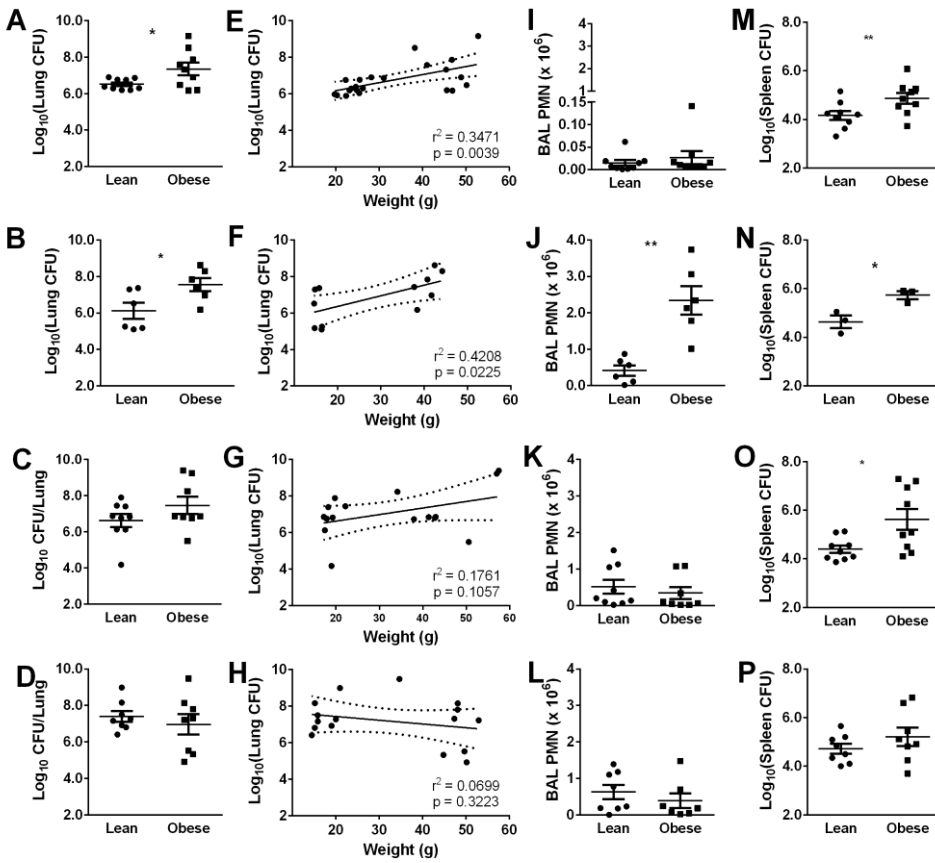 A
Log10(Lung CFU)
10.0
8.0
6.0
4.0
2.0
*
Lean
Obese
E
Log10(Lung CFU)
10
8
6
4
2
r² = 0.3471
p = 0.0039
20
30
40
50
60
Weight (g)
I
BAL PMN (x 10⁶)
4
3
2
1
0.15
0.10
0.05
0.00
Lean
Obese
M
Log10(Spleen CFU)
8.0
6.0
4.0
2.0
**
Lean
Obese
B
Log10(Lung CFU)
10.0
8.0
6.0
4.0
2.0
*
Lean
Obese
F
Log10(Lung CFU)
10
8
6
4
2
r² = 0.4208
p = 0.0225
20
30
40
50
60
Weight (g)
J
BAL PMN (x 10⁶)
4.0
3.0
2.0
1.0
0.0
**
Lean
Obese
N
Log10(Spleen CFU)
8.0
6.0
4.0
2.0
*
Lean
Obese
C
Log10 CFU/Lung
10.0
8.0
6.0
4.0
2.0
Lean
Obese
G
Log10(Lung CFU)
10
8
6
4
2
r² = 0.1761
p = 0.1057
20
30
40
50
60
Weight (g)
K
BAL PMN (x 10⁶)
4
3
2
1
0
Lean
Obese
O
Log10(Spleen CFU)
8.0
6.0
4.0
2.0
*
Lean
Obese
D
Log10 CFU/Lung
10.0
8.0
6.0
4.0
2.0
Lean
Obese
H
Log10(Lung CFU)
10
8
6
4
2
r² = 0.0699
p = 0.3223
20
30
40
50
60
Weight (g)
L
BAL PMN (x 10⁶)
4
3
2
1
0
Lean
Obese
P
Log10(Spleen CFU)
8.0
6.0
4.0
2.0
Lean
Obese